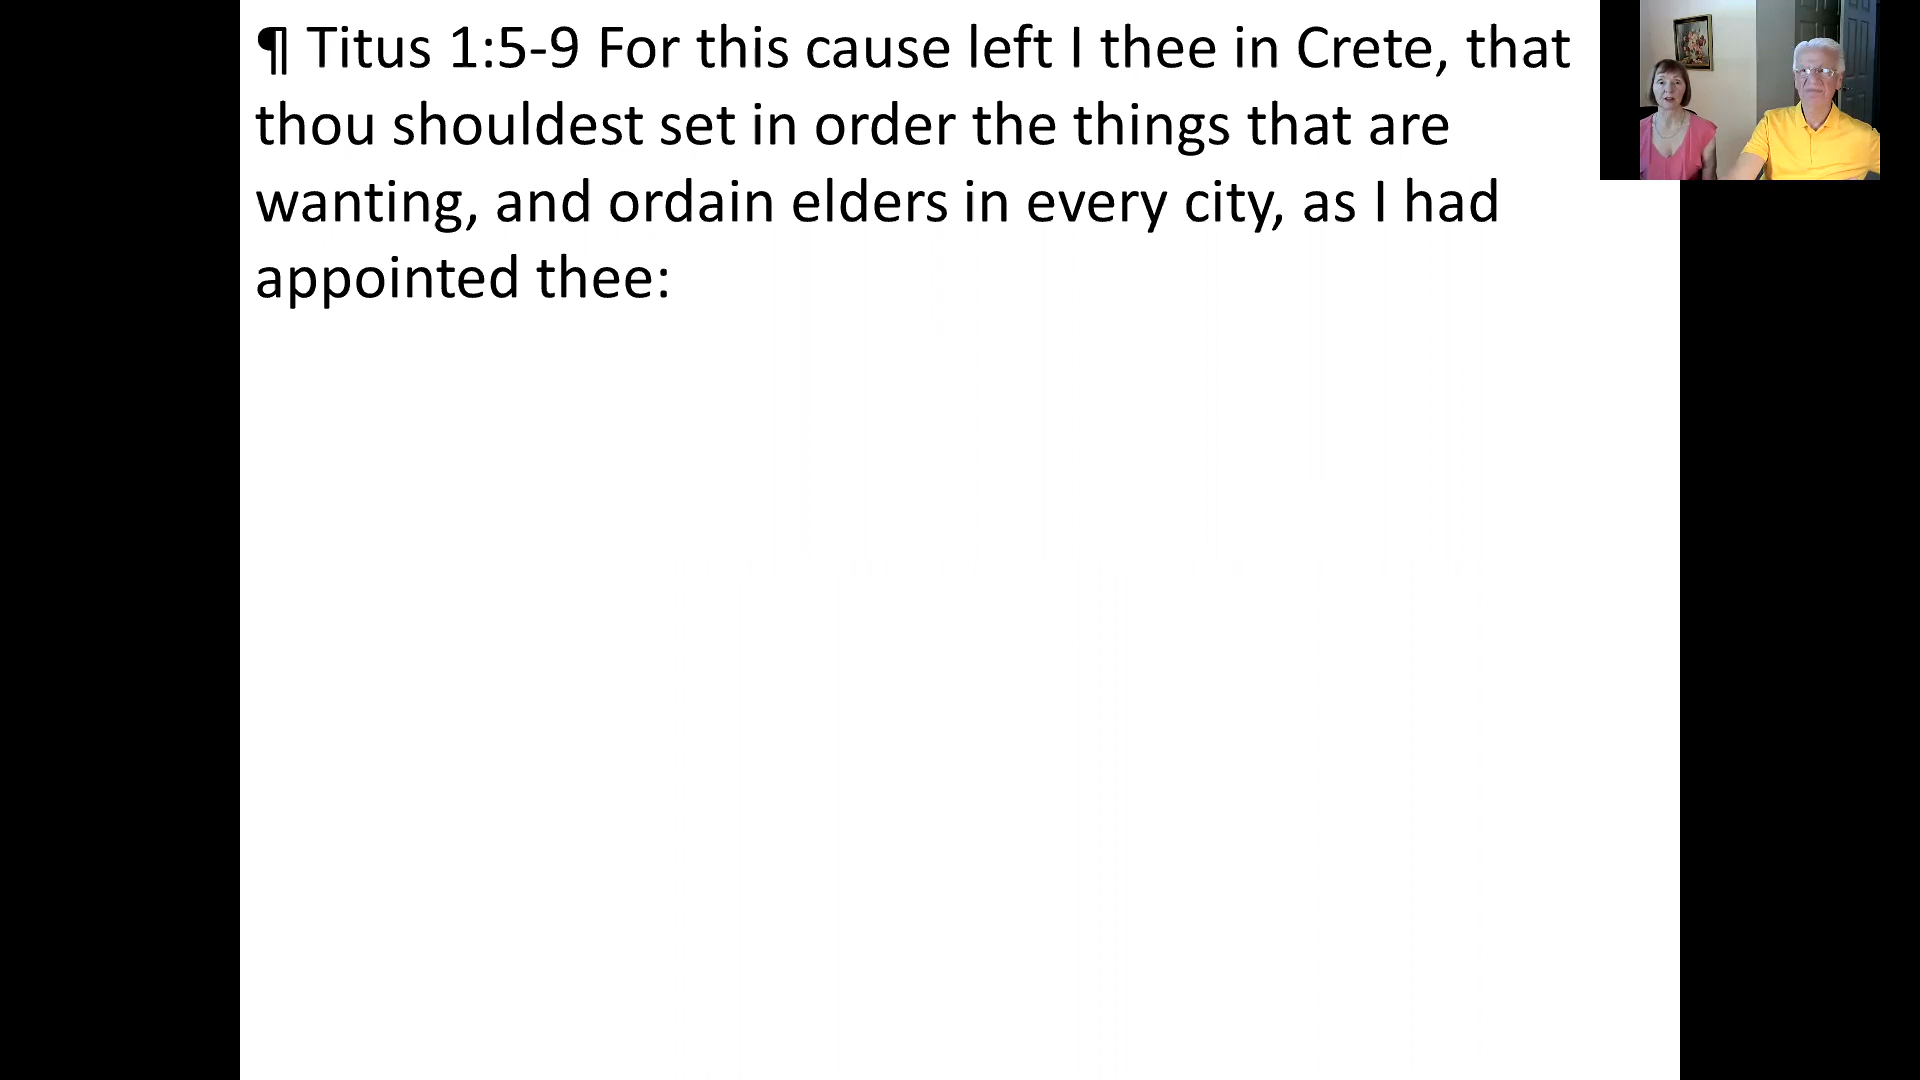 ¶ Titus 1:5-9 For this cause left I thee in Crete, that
thou shouldest set in order the things that are
wanting, and ordain elders in every city, as I had
appointed thee: